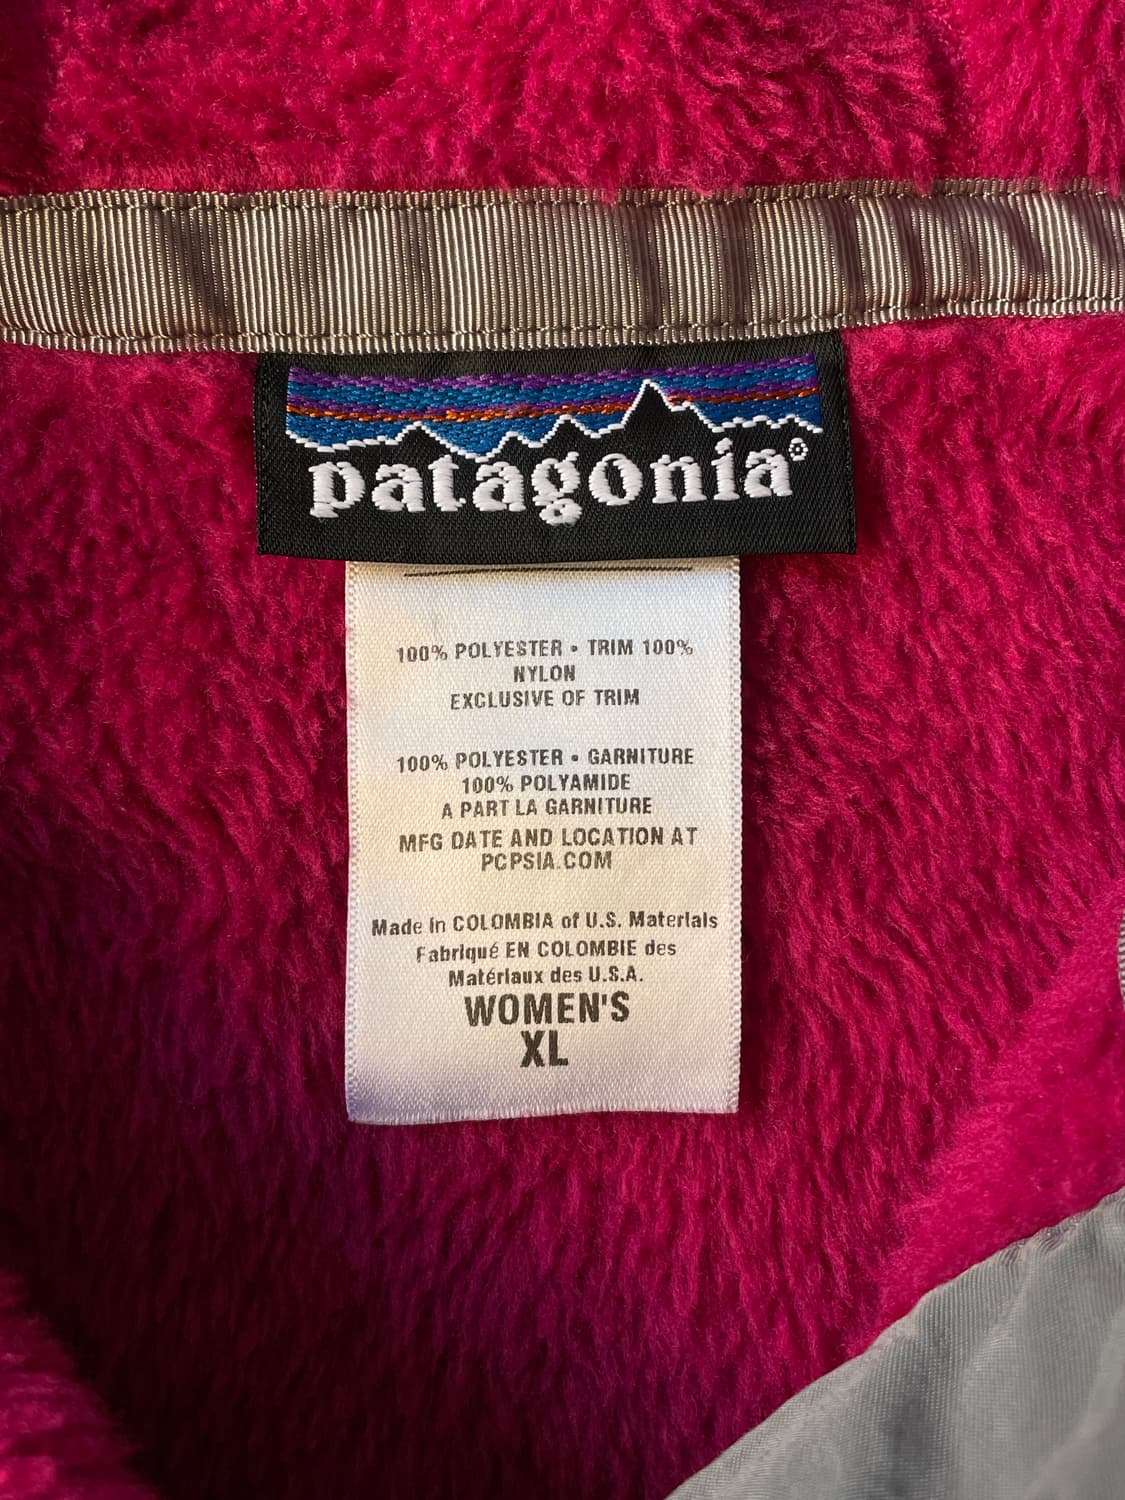 patagonia®
100% POLYESTER • TRIM 100%
NYLON
EXCLUSIVE OF TRIM
100% POLYESTER • GARNITURE
100% POLYAMIDE
A PART LA GARNITURE
MFG DATE AND LOCATION AT
PCPSIA.COM
Made in COLOMBIA of U.S. Materials
Fabriqué EN COLOMBIE des
Matériaux des U.S.A.
WOMEN'S
XL